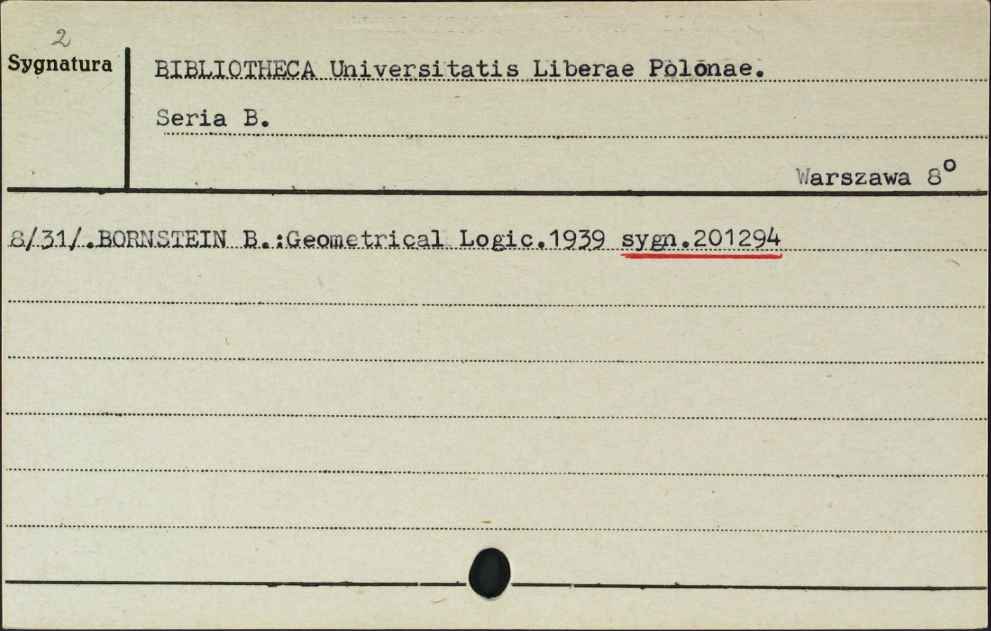 2
Sygnatura
BIBLIOTHECA Universitatis Liberae Polonae.
Seria B.
Warszawa 8°
8/31/.BORNSTEIN B.:Geometrical Logic.1939 sygn.201294